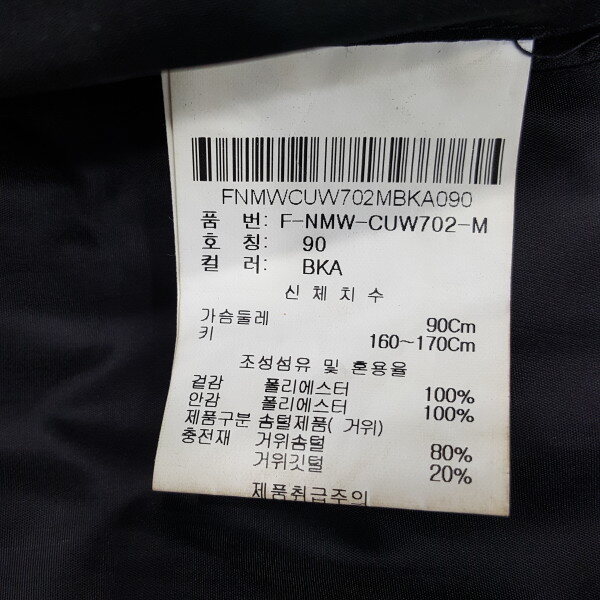 FNMWCUW702MBKA090
품 번: F-NMW-CUW702-M
호 칭: 90
컬 러: BKA
신체치수
가슴둘레 90Cm
키 160~170Cm
조성섬유 및 혼용율
겉감 폴리에스터 100%
안감 폴리에스터 100%
제품구분 솜털제품( 거위)
충전재 거위솜털 80%
거위깃털 20%
제품취급주의